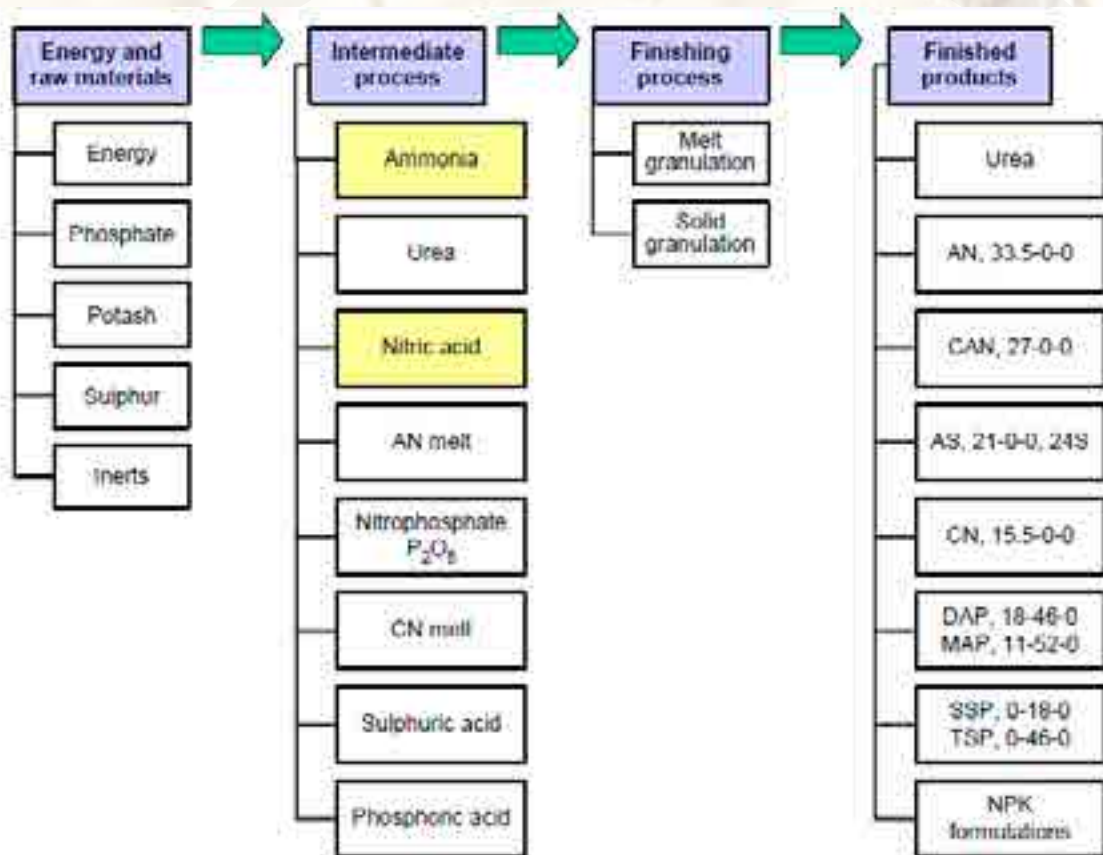 Energy and
raw materials
Energy
Phosphate
Potash
Sulphur
Inerts
Intermediate
process
Ammonia
Urea
Nitric acid
AN melt
Nitrophosphate
P₂O₅
CN melt
Sulphuric acid
Phosphoric acid
Finishing
process
Melt
granulation
Solid
granulation
Finished
products
Urea
AN, 33.5-0-0
CAN, 27-0-0
AS, 21-0-0, 24S
CN, 15.5-0-0
DAP, 18-46-0
MAP, 11-52-0
SSP, 0-18-0
TSP, 0-46-0
NPK
formulations